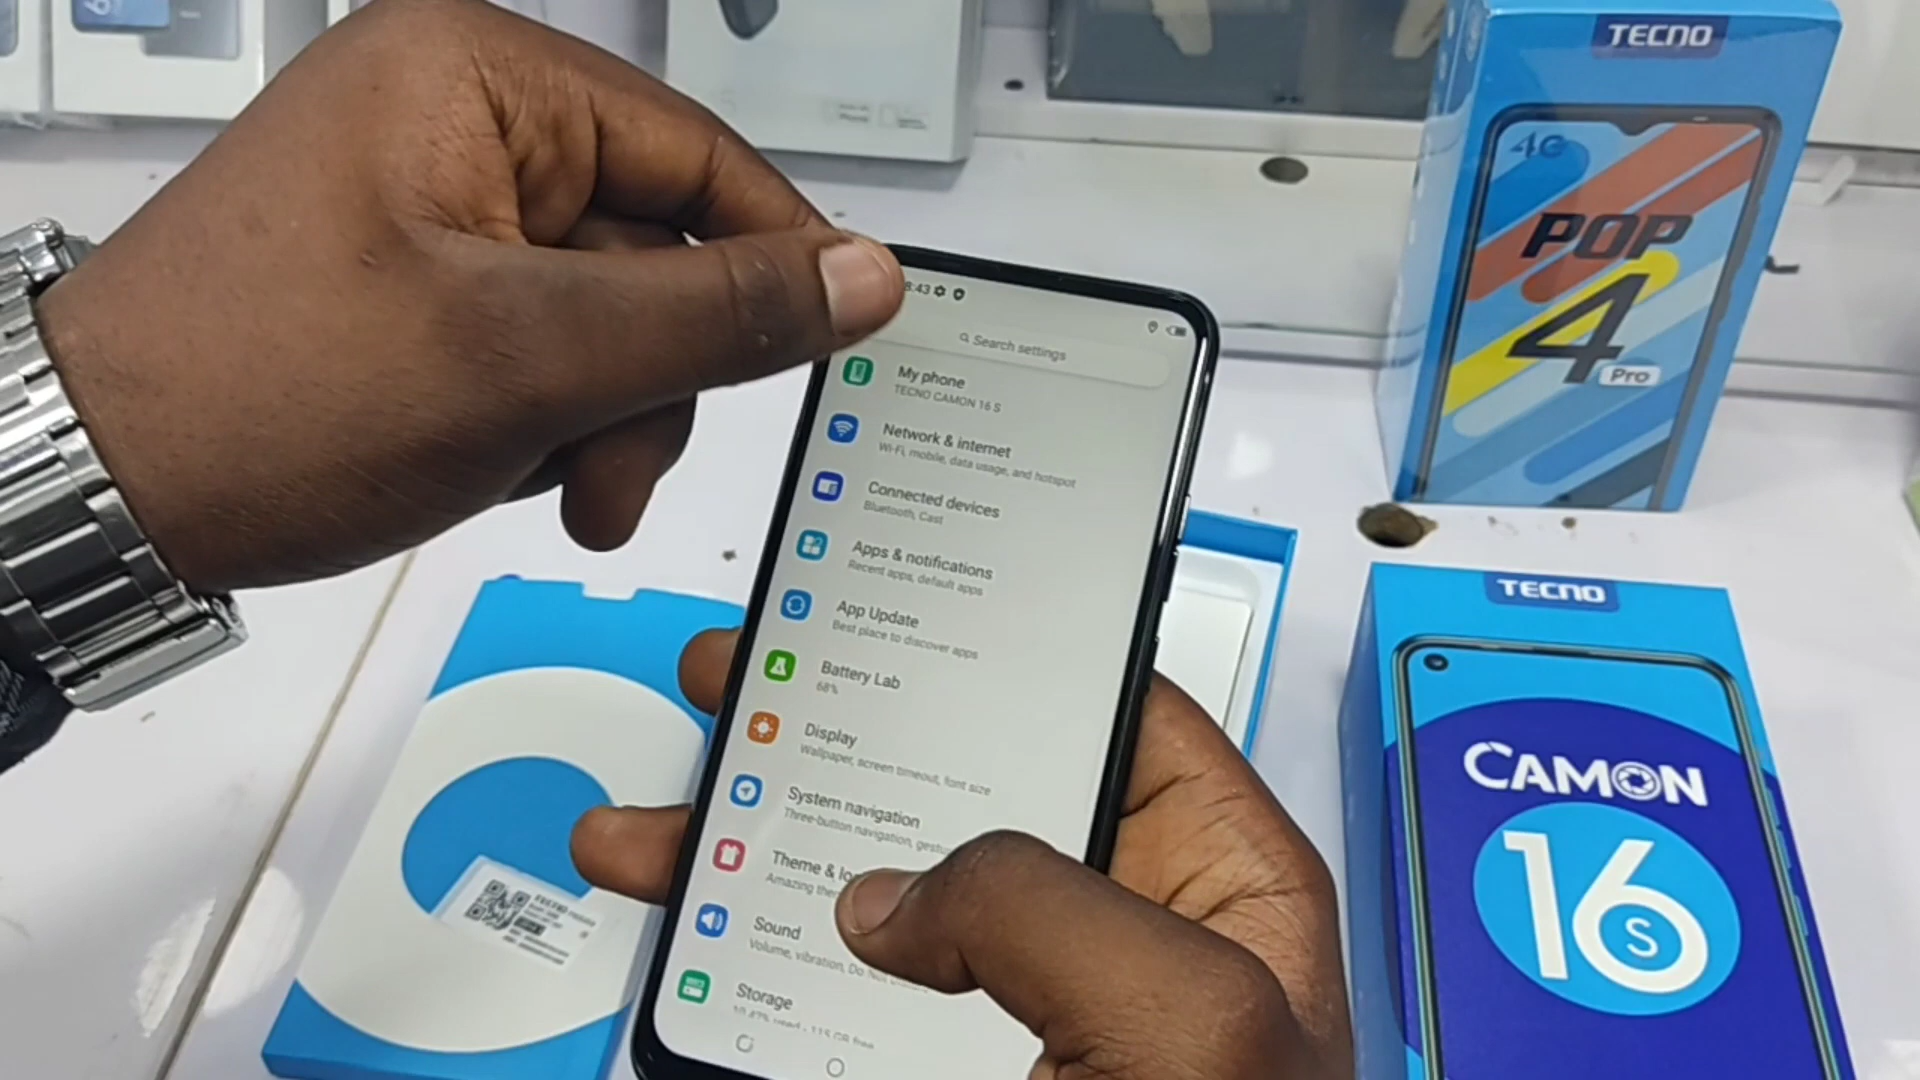 TECNO
4G
POP
4
Pro
8:43
Search settings
My phone
TECNO CAMON 16 S
Network & internet
Wi-Fi, mobile, data usage, and hotspot
Connected devices
Bluetooth, Cast
Apps & notifications
Recent apps, default apps
App Update
Best place to discover apps
Battery Lab
68%
Display
Wallpaper, screen timeout, font size
System navigation
Three-button navigation,
Theme &
Amazing
Sound
Volume, vibration, Do
Storage
TECNO
CAMON
16
S